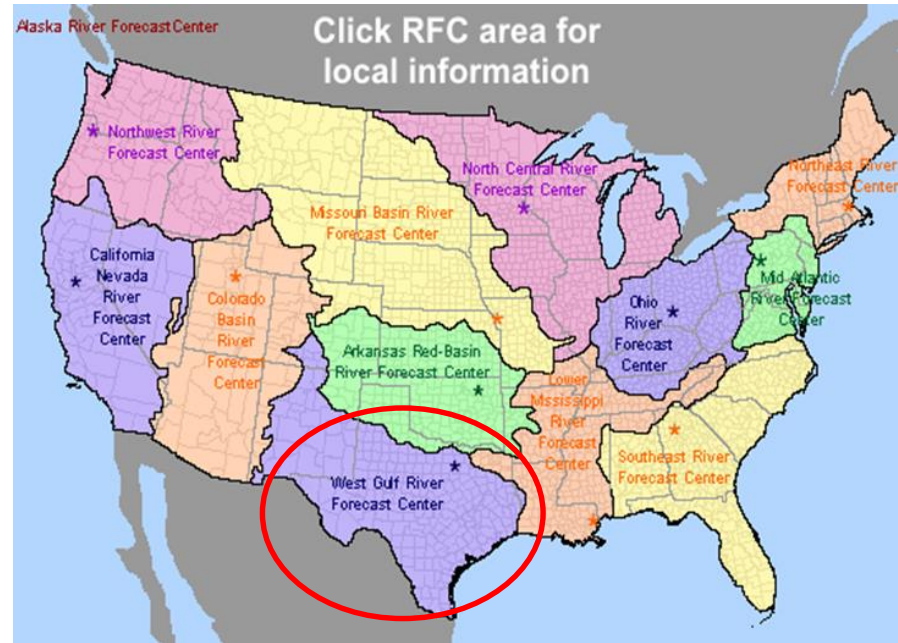 Alaska River Forecast Center
Click RFC area for
local information
Northwest River
Forecast Center
North Central River
Forecast Center
Northeast River
Forecast Center
Missouri Basin River
Forecast Center
California
Nevada
River
Forecast
Center
Colorado
Basin
River
Forecast
Center
Mid Atlantic
River Forecast
Center
Ohio
River
Forecast
Center
Arkansas Red-Basin
River Forecast Center
Lower
Mssissippi
River
Forecast
Center
Southeast River
Forecast Center
West Gulf River
Forecast Center